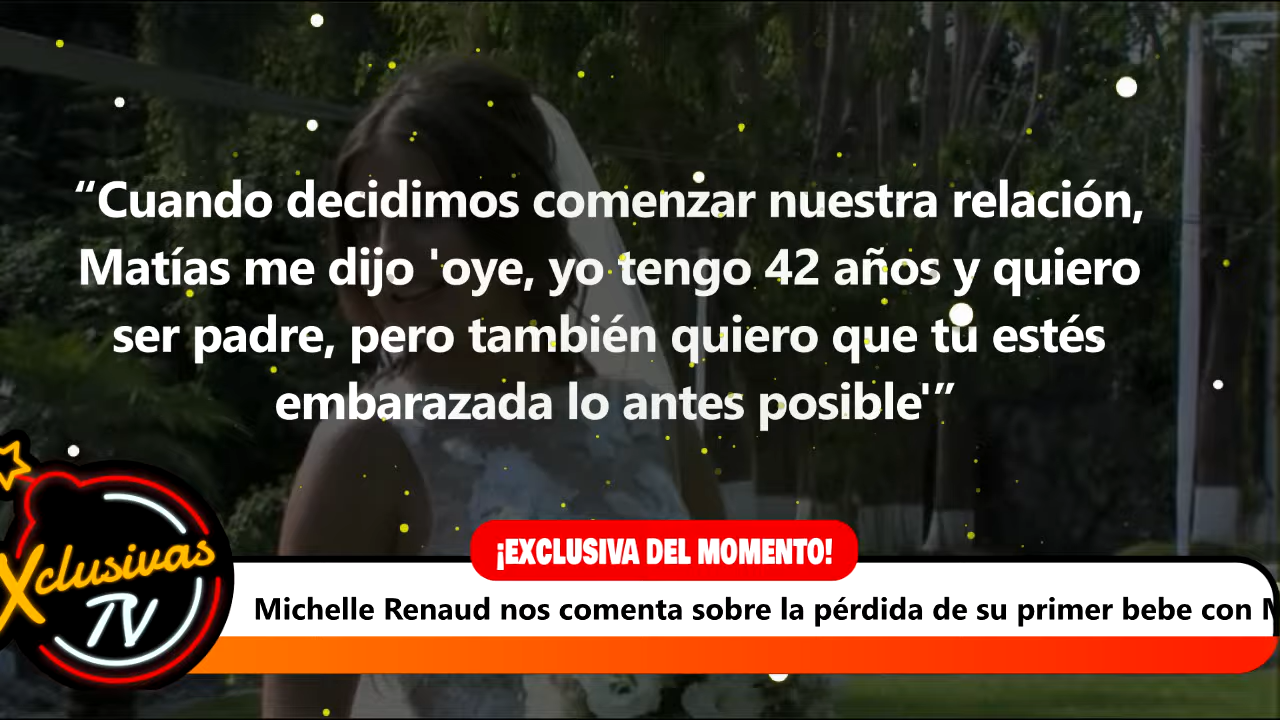 “Cuando decidimos comenzar nuestra relación,
Matías me dijo 'oye, yo tengo 42 años y quiero
ser padre, pero también quiero que tu estés
embarazada lo antes posible'”
¡EXCLUSIVA DEL MOMENTO!
Xclusivas
TV
Michelle Renaud nos comenta sobre la pérdida de su primer bebe con